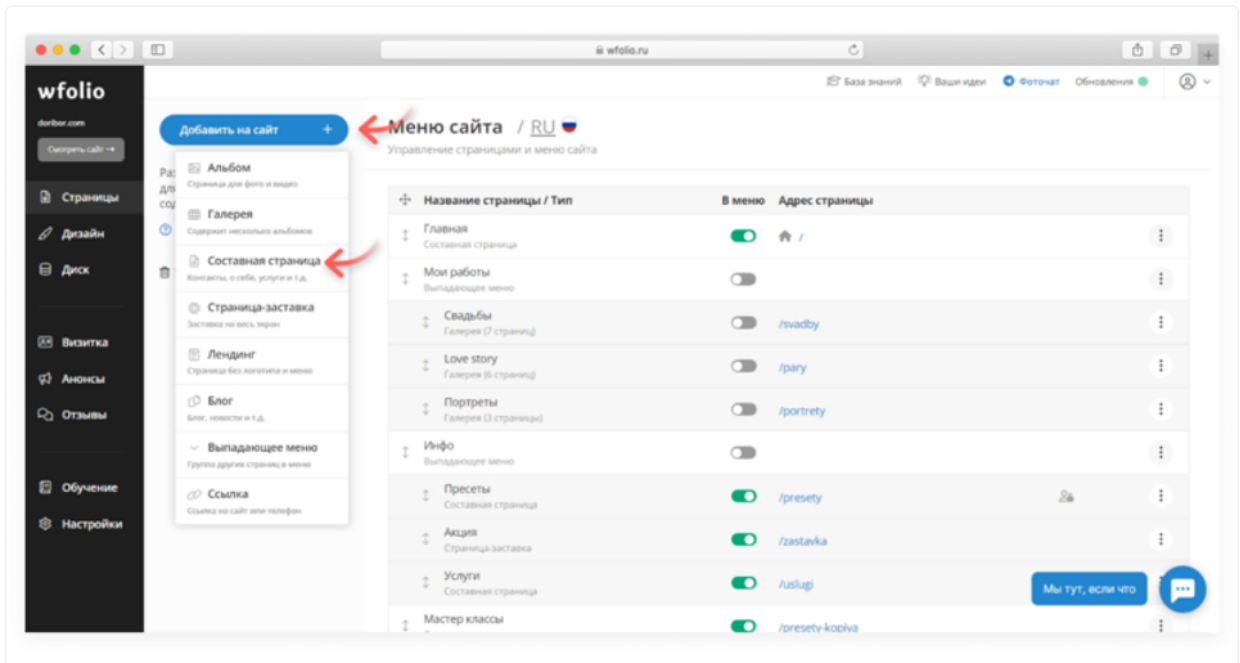 wfolio.ru
wfolio
doribor.com
Смотреть сайт →
Страницы
Дизайн
Диск
Визитка
Анонсы
Отзывы
Обучение
Настройки
База знаний Ваши идеи Фоточат Обновления
Добавить на сайт +
Альбом
Страница для фото и видео
Галерея
Содержит несколько альбомов
Составная страница
Контакты, о себе, услуги и т.д.
Страница-заставка
Заставка на весь экран
Лендинг
Страница без логотипа и меню
Блог
Блог, новости и т.д.
Выпадающее меню
Группа других страниц в меню
Ссылка
Ссылка на сайт или телефон
Меню сайта / RU
Управление страницами и меню сайта
Название страницы / Тип В меню Адрес страницы
Главная
Составная страница
/
Мои работы
Выпадающее меню
Свадьбы
Галерея (7 страниц)
/svadby
Love story
Галерея (6 страниц)
/pary
Портреты
Галерея (3 страницы)
/portrety
Инфо
Выпадающее меню
Пресеты
Составная страница
/presety
Акция
Страница-заставка
/zastavka
Услуги
Составная страница
/uslugi
Мастер классы
/presety-kopiya
Мы тут, если что